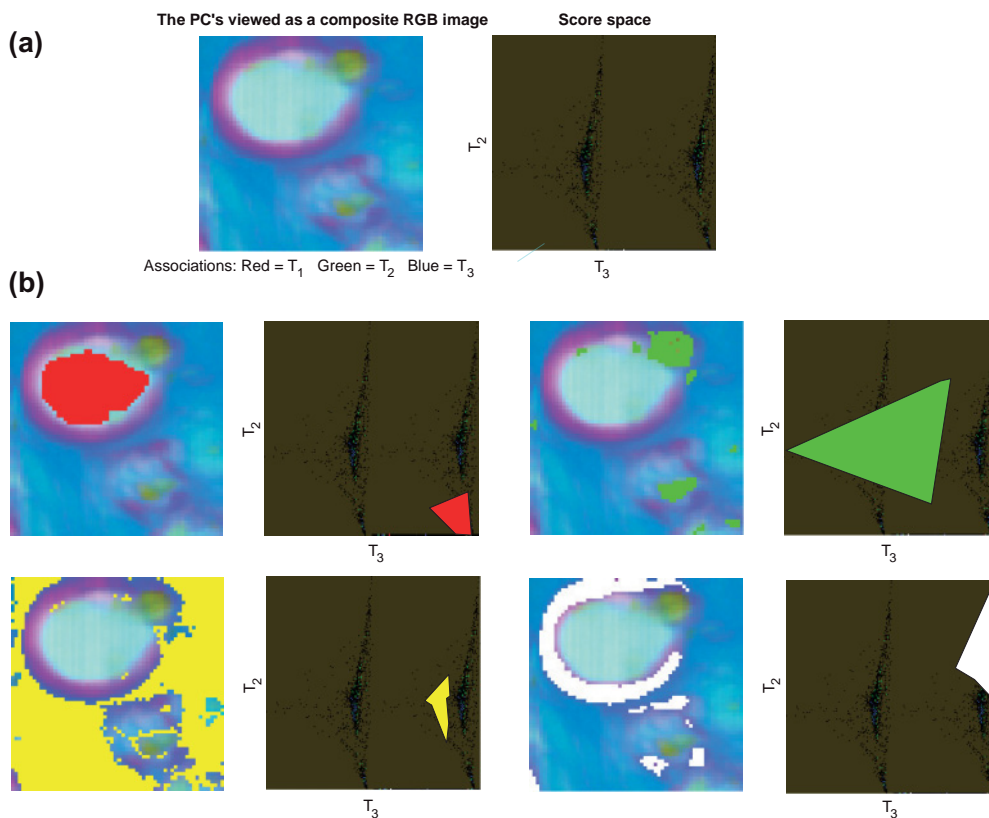 The PC's viewed as a composite RGB image Score space
(a)
T2
T3
Associations: Red = T1 Green = T2 Blue = T3
(b)
T2 T2
T3 T3
T2 T2
T3 T3